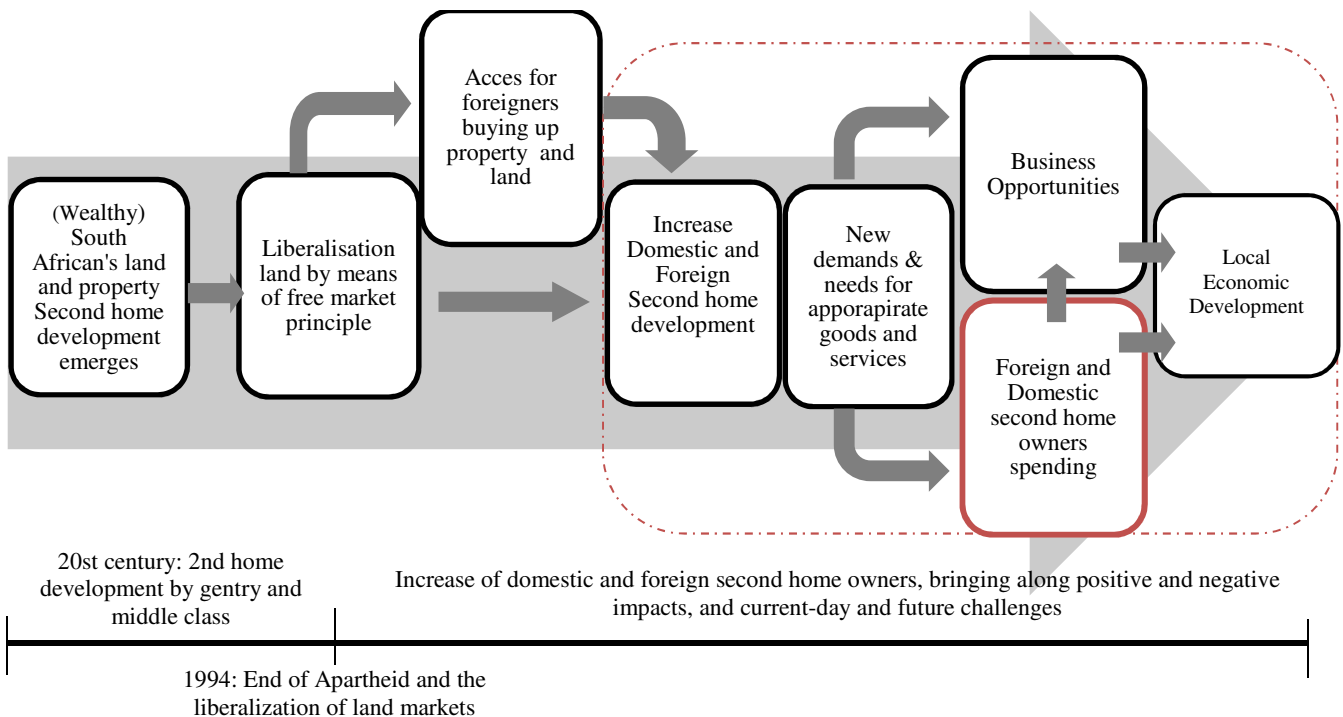 (Wealthy)
South
African's land
and property
Second home
development
emerges
Liberalisation
land by means
of free market
principle
Acces for
foreigners
buying up
property and
land
Increase
Domestic and
Foreign
Second home
development
New
demands &
needs for
apporapirate
goods and
services
Business
Opportunities
Foreign and
Domestic
second home
owners
spending
Local
Economic
Development
20st century: 2nd home
development by gentry and
middle class
Increase of domestic and foreign second home owners, bringing along positive and negative
impacts, and current-day and future challenges
1994: End of Apartheid and the
liberalization of land markets